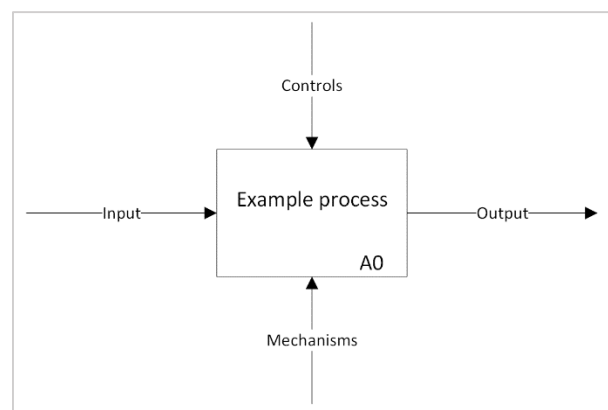 Controls
Example process
Input
Output
A0
Mechanisms